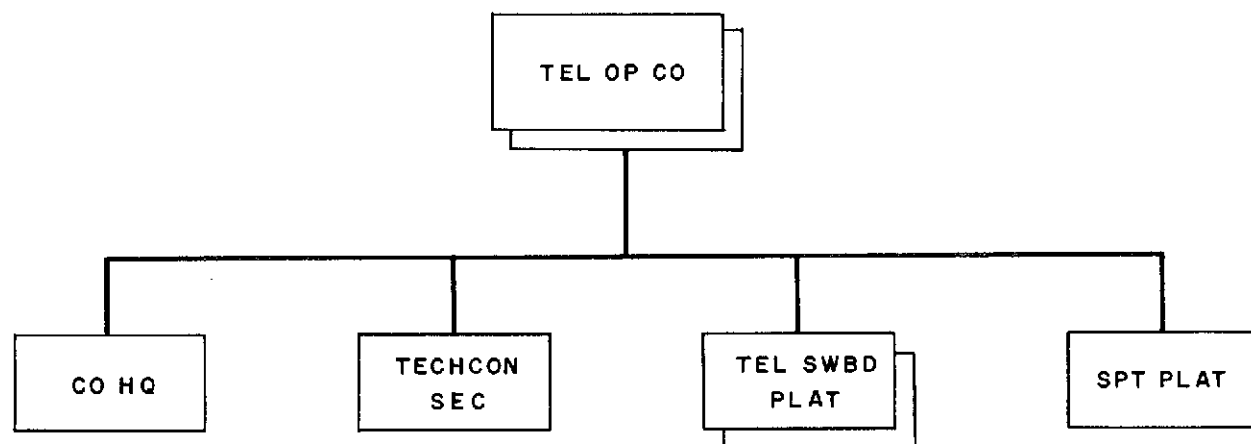 TEL OP CO
CO HQ
TECHCON
SEC
TEL SWBD
PLAT
SPT PLAT